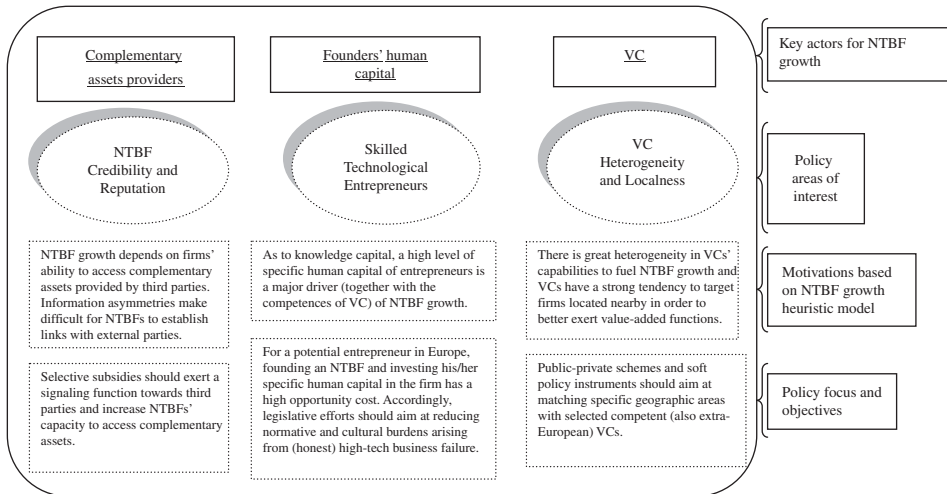 Complementary
assets providers
Founders' human
capital
VC
Key actors for NTBF
growth
NTBF
Credibility and
Reputation
Skilled
Technological
Entrepreneurs
VC
Heterogeneity
and Localness
Policy
areas of
interest
NTBF growth depends on firms'
ability to access complementary
assets provided by third parties.
Information asymmetries make
difficult for NTBFs to establish
links with external parties.
As to knowledge capital, a high level of
specific human capital of entrepreneurs is
a major driver (together with the
competences of VC) of NTBF growth.
There is great heterogeneity in VCs'
capabilities to fuel NTBF growth and
VCs have a strong tendency to target
firms located nearby in order to
better exert value-added functions.
Motivations based
on NTBF growth
heuristic model
Selective subsidies should exert a
signaling function towards third
parties and increase NTBFs'
capacity to access complementary
assets.
For a potential entrepreneur in Europe,
founding an NTBF and investing his/her
specific human capital in the firm has a
high opportunity cost. Accordingly,
legislative efforts should aim at reducing
normative and cultural burdens arising
from (honest) high-tech business failure.
Public-private schemes and soft
policy instruments should aim at
matching specific geographic areas
with selected competent (also extra-
European) VCs.
Policy focus and
objectives